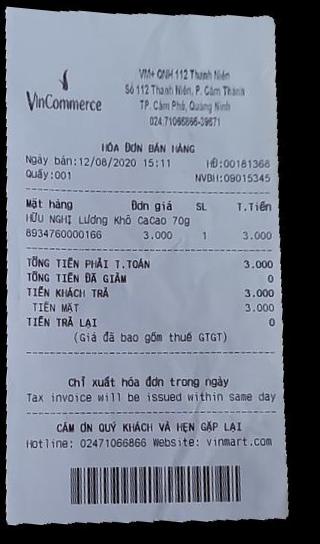 VinCommerce
VM+ QNH 112 Thanh Niên
Số 112 Thanh Niên, P. Cẩm Thành
TP. Cẩm Phả, Quảng Ninh
024.71066866-39671
HÓA ĐƠN BÁN HÀNG
Ngày bán:12/08/2020 15:11 HĐ:00181366
Quầy:001 NVBH:09015345
Mặt hàng Đơn giá SL T.Tiền
HỮU NGHỊ Lương Khô CaCao 70g
8934760000166 3.000 1 3.000
TỔNG TIỀN PHẢI T.TOÁN 3.000
TỔNG TIỀN ĐÃ GIẢM 0
TIỀN KHÁCH TRẢ 3.000
TIỀN MẶT 3.000
TIỀN TRẢ LẠI 0
(Giá đã bao gồm thuế GTGT)
Chỉ xuất hóa đơn trong ngày
Tax invoice will be issued within same day
CẢM ƠN QUÝ KHÁCH VÀ HẸN GẶP LẠI
Hotline: 02471066866 Website: vinmart.com